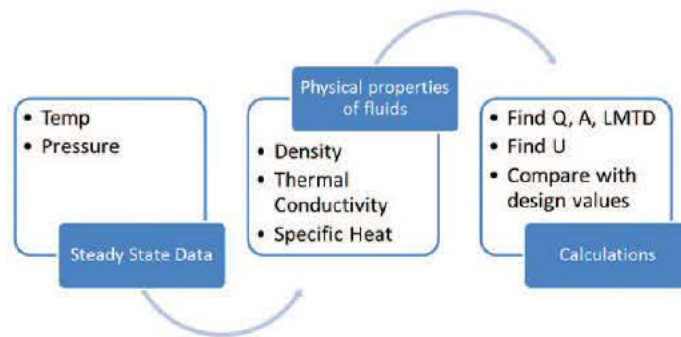 • Temp
• Pressure
Steady State Data
Physical properties
of fluids
• Density
• Thermal
Conductivity
• Specific Heat
• Find Q, A, LMTD
• Find U
• Compare with
design values
Calculations